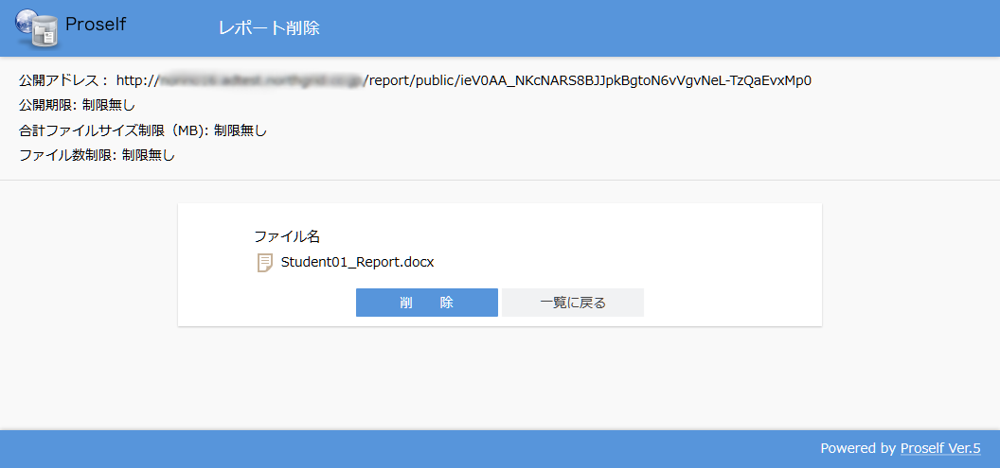 Proself
レポート削除
公開アドレス： http:///report/public/ieV0AA_NKcNARS8BJJpkBgtoN6vVgvNeL-TzQaEvxMp0
公開期限: 制限無し
合計ファイルサイズ制限（MB): 制限無し
ファイル数制限: 制限無し
ファイル名
Student01_Report.docx
削　　除
一覧に戻る
Powered by Proself Ver.5